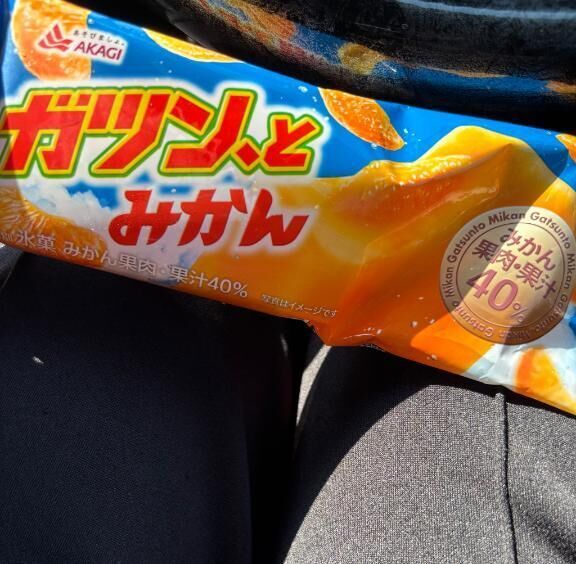 あそびましょ。
AKAGI
ガツン、と
みかん
氷菓 みかん果肉・果汁40%
写真はイメージです
Mikan Gatsunto Mikan Gatsunto Mikan Gatsunto
みかん
果肉・果汁
40%